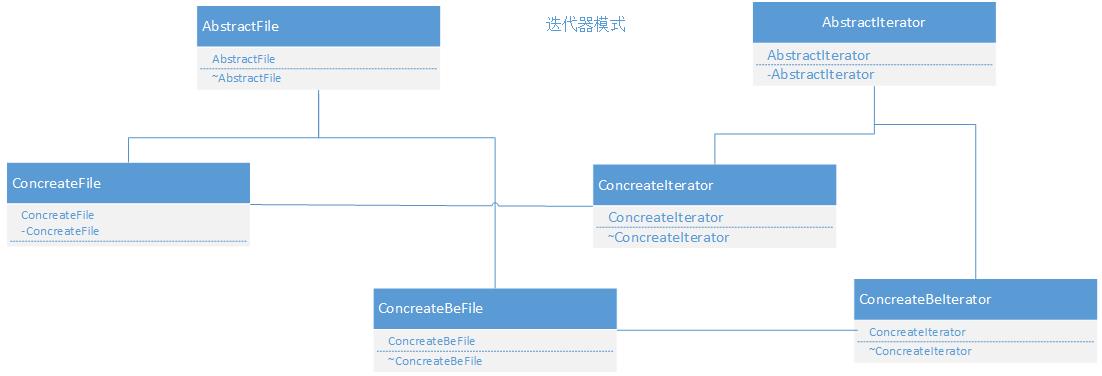 AbstractFile
AbstractFile
~AbstractFile
迭代器模式
AbstractIterator
AbstractIterator
-AbstractIterator
ConcreateFile
ConcreateFile
-ConcreateFile
ConcreateIterator
ConcreateIterator
~ConcreateIterator
ConcreateBeFile
ConcreateBeFile
~ConcreateBeFile
ConcreateBeIterator
ConcreateIterator
~ConcreateIterator